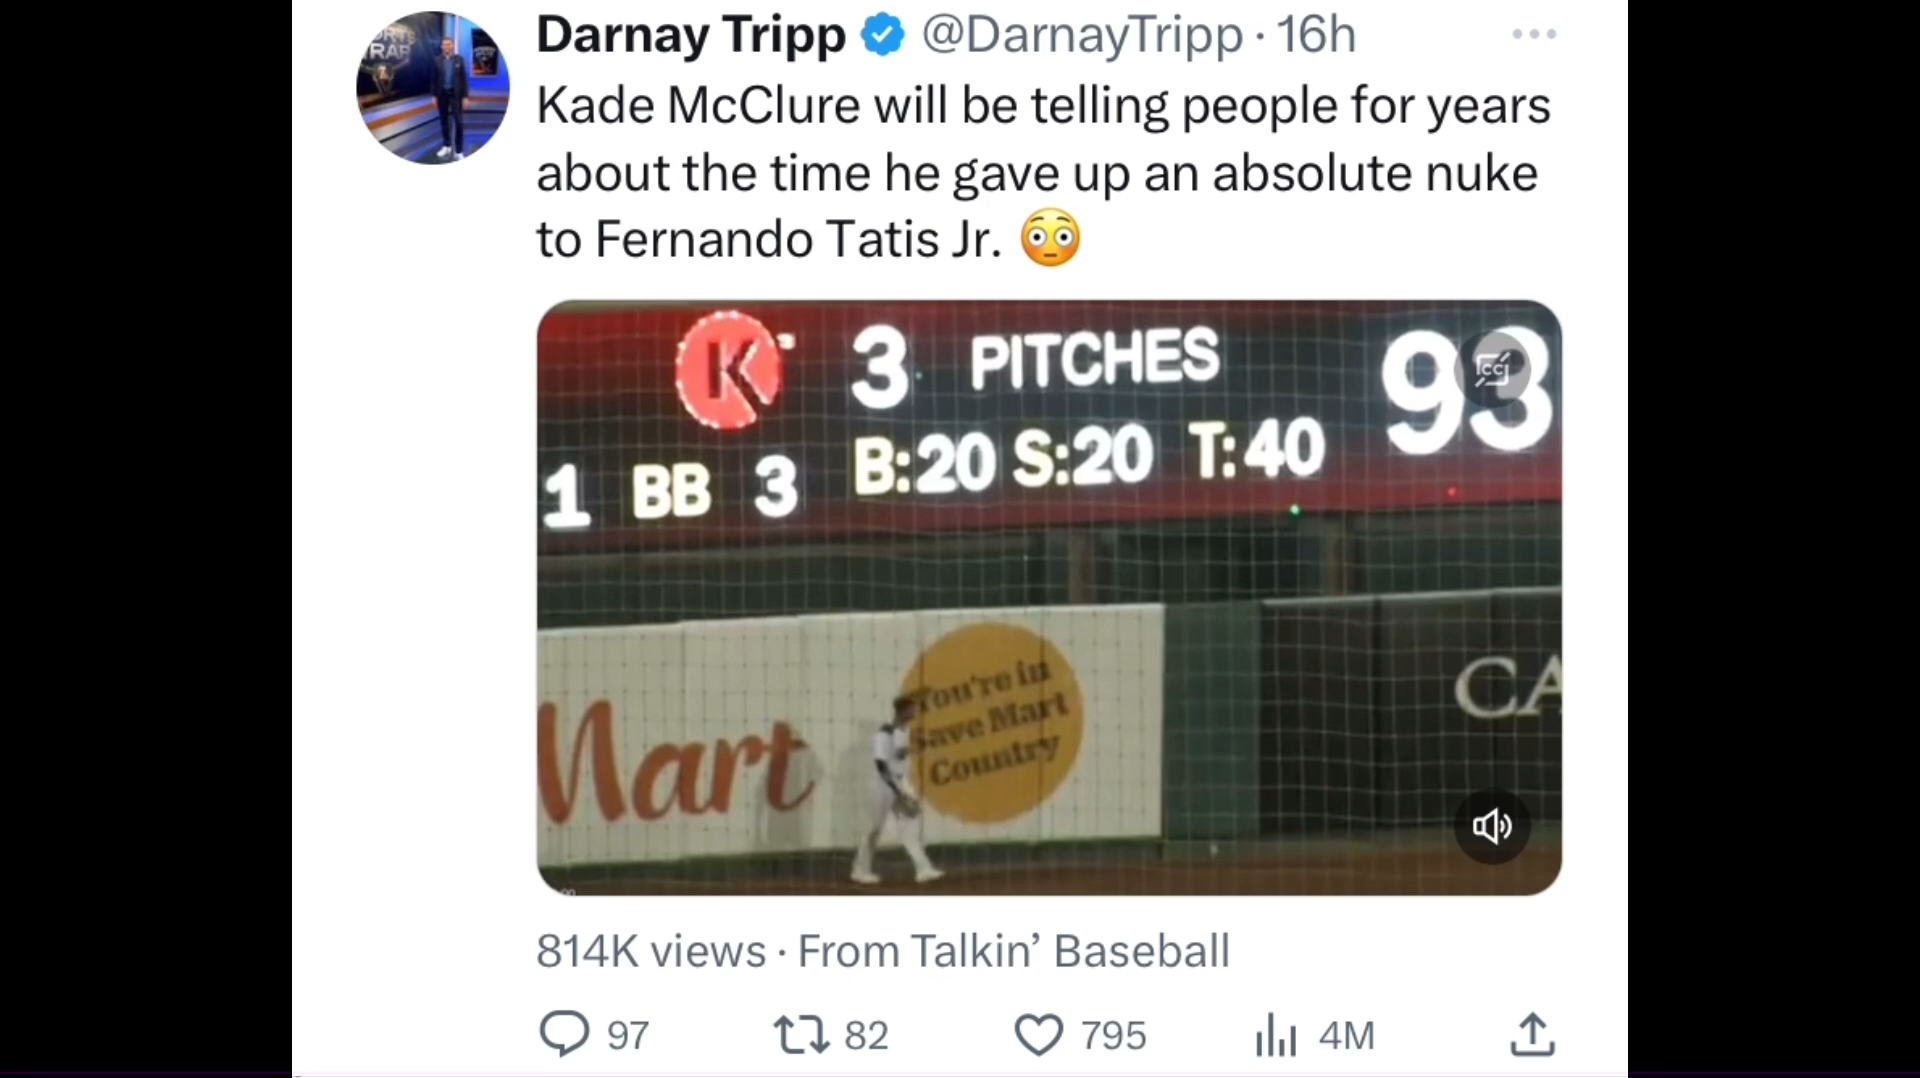 Darnay Tripp @DarnayTripp · 16h
Kade McClure will be telling people for years
about the time he gave up an absolute nuke
to Fernando Tatis Jr. 😳
K's 3 PITCHES 93
1 BB 3 B:20 S:20 T:40
Mart
You're in
Save Mart
Country
CA
814K views · From Talkin' Baseball
97 82 795 4M